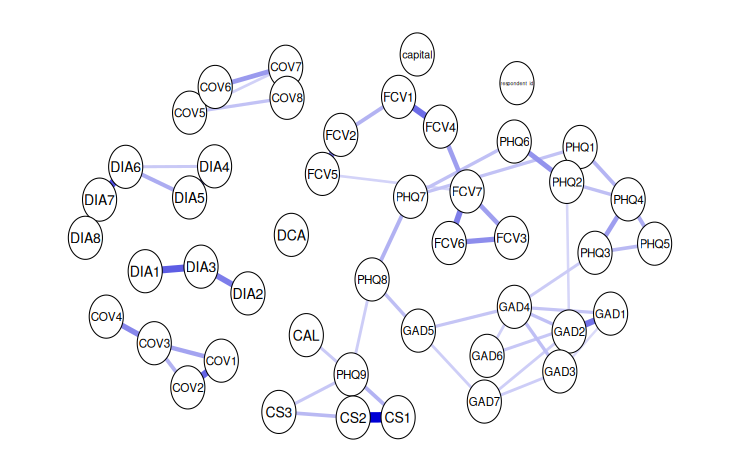 capital
COV7
respondent id
COV6
FCV1
COV8
COV5
FCV4
FCV2
PHQ6
PHQ1
DIA6
DIA4
FCV5
PHQ2
FCV7
PHQ7
DIA7
DIA5
PHQ4
DIA8
DCA
FCV6
FCV3
PHQ3
PHQ5
DIA1
DIA3
PHQ8
DIA2
GAD4
GAD1
COV4
GAD5
GAD2
CAL
COV3
GAD6
COV1
PHQ9
GAD3
COV2
GAD7
CS3
CS2
CS1